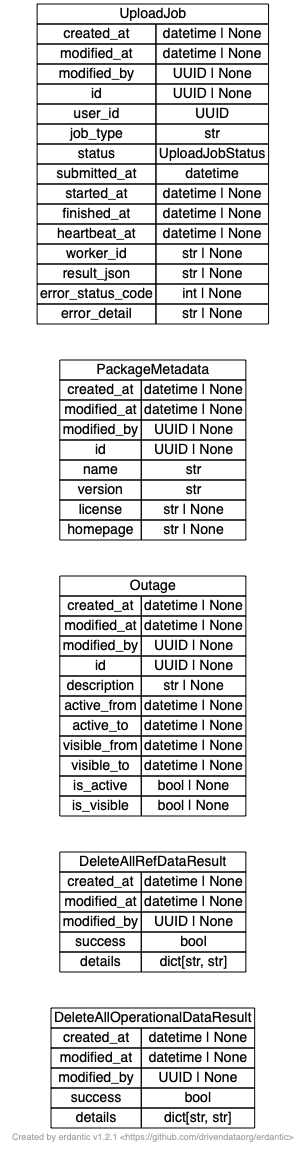 UploadJob
created_at datetime | None
modified_at datetime | None
modified_by UUID | None
id UUID | None
user_id UUID
job_type str
status UploadJobStatus
submitted_at datetime
started_at datetime | None
finished_at datetime | None
heartbeat_at datetime | None
worker_id str | None
result_json str | None
error_status_code int | None
error_detail str | None
PackageMetadata
created_at datetime | None
modified_at datetime | None
modified_by UUID | None
id UUID | None
name str
version str
license str | None
homepage str | None
Outage
created_at datetime | None
modified_at datetime | None
modified_by UUID | None
id UUID | None
description str | None
active_from datetime | None
active_to datetime | None
visible_from datetime | None
visible_to datetime | None
is_active bool | None
is_visible bool | None
DeleteAllRefDataResult
created_at datetime | None
modified_at datetime | None
modified_by UUID | None
success bool
details dict[str, str]
DeleteAllOperationalDataResult
created_at datetime | None
modified_at datetime | None
modified_by UUID | None
success bool
details dict[str, str]
Created by erdantic v1.2.1 <https://github.com/drivendataorg/erdantic>